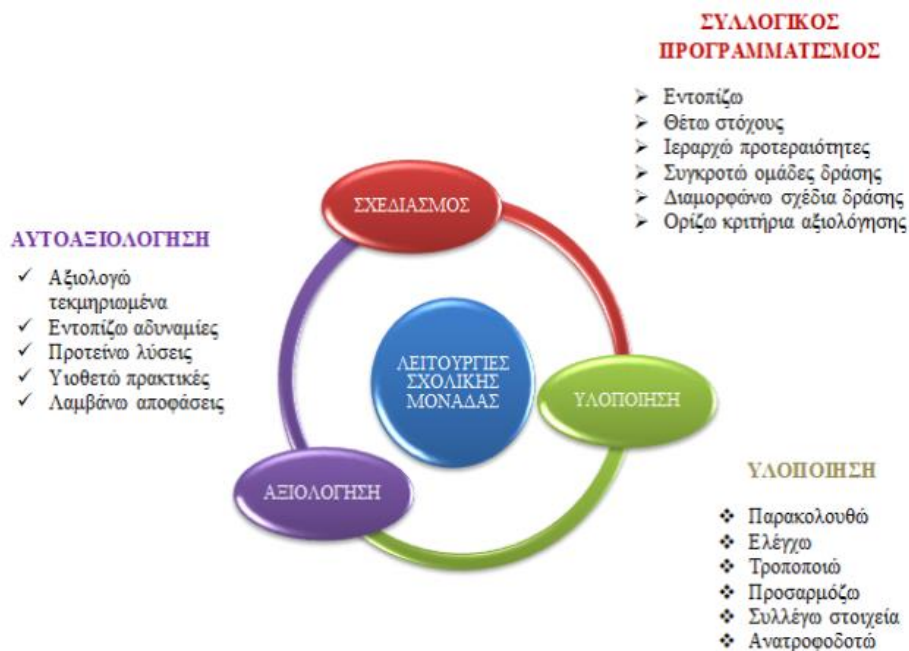 ΣΥΛΛΟΓΙΚΟΣ
ΠΡΟΓΡΑΜΜΑΤΙΣΜΟΣ
➢ Εντοπίζω
➢ Θέτω στόχους
➢ Ιεραρχώ προτεραιότητες
➢ Συγκροτώ ομάδες δράσης
➢ Διαμορφώνω σχέδια δράσης
➢ Ορίζω κριτήρια αξιολόγησης
ΣΧΕΔΙΑΣΜΟΣ
ΑΥΤΟΑΞΙΟΛΟΓΗΣΗ
✓ Αξιολογώ
τεκμηριωμένα
✓ Εντοπίζω αδυναμίες
✓ Προτείνω λύσεις
✓ Υιοθετώ πρακτικές
✓ Λαμβάνω αποφάσεις
ΛΕΙΤΟΥΡΓΙΕΣ
ΣΧΟΛΙΚΗΣ
ΜΟΝΑΔΑΣ
ΥΛΟΠΟΙΗΣΗ
ΑΞΙΟΛΟΓΗΣΗ
ΥΛΟΠΟΙΗΣΗ
❖ Παρακολουθώ
❖ Ελέγχω
❖ Τροποποιώ
❖ Προσαρμόζω
❖ Συλλέγω στοιχεία
❖ Ανατροφοδοτώ